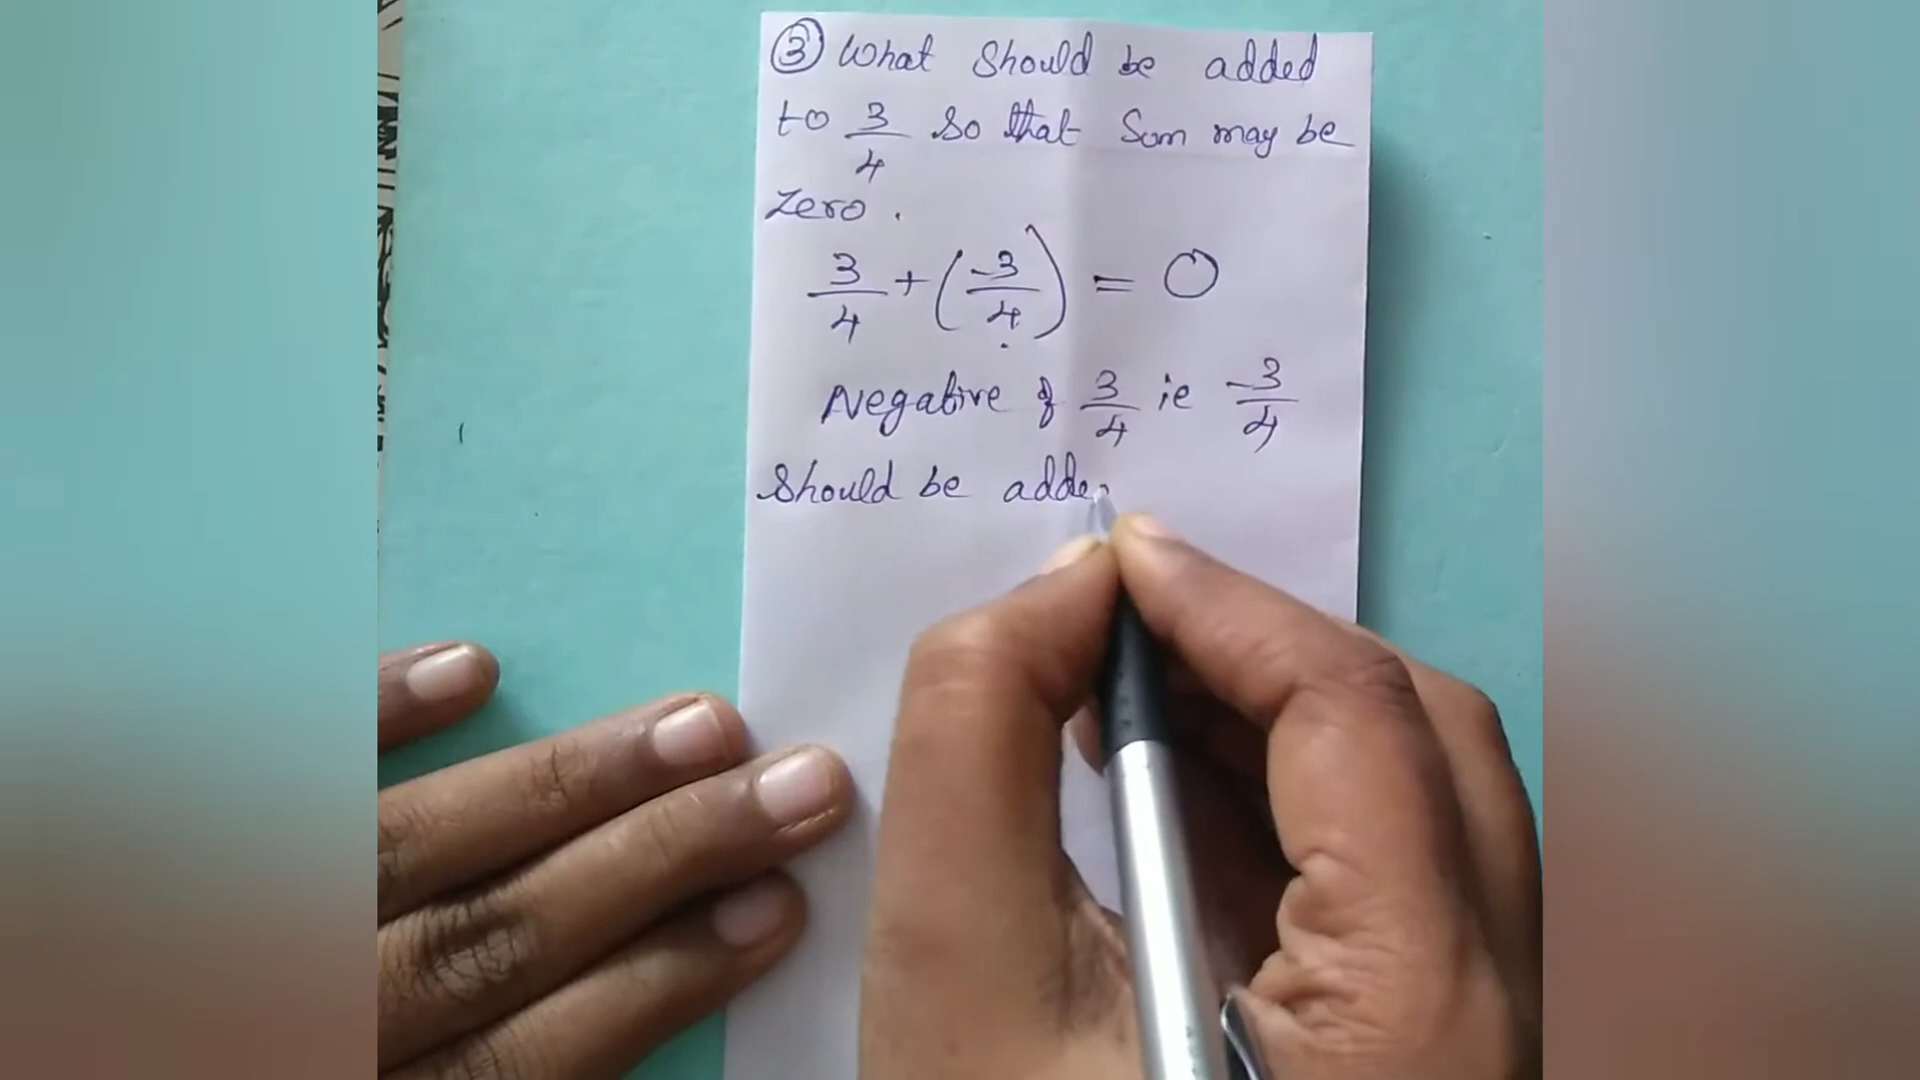 ③ What should be added
to 3/4 so that Sum may be
Zero.
3/4 + (-3/4) = 0
Negative of 3/4 ie -3/4
should be adde